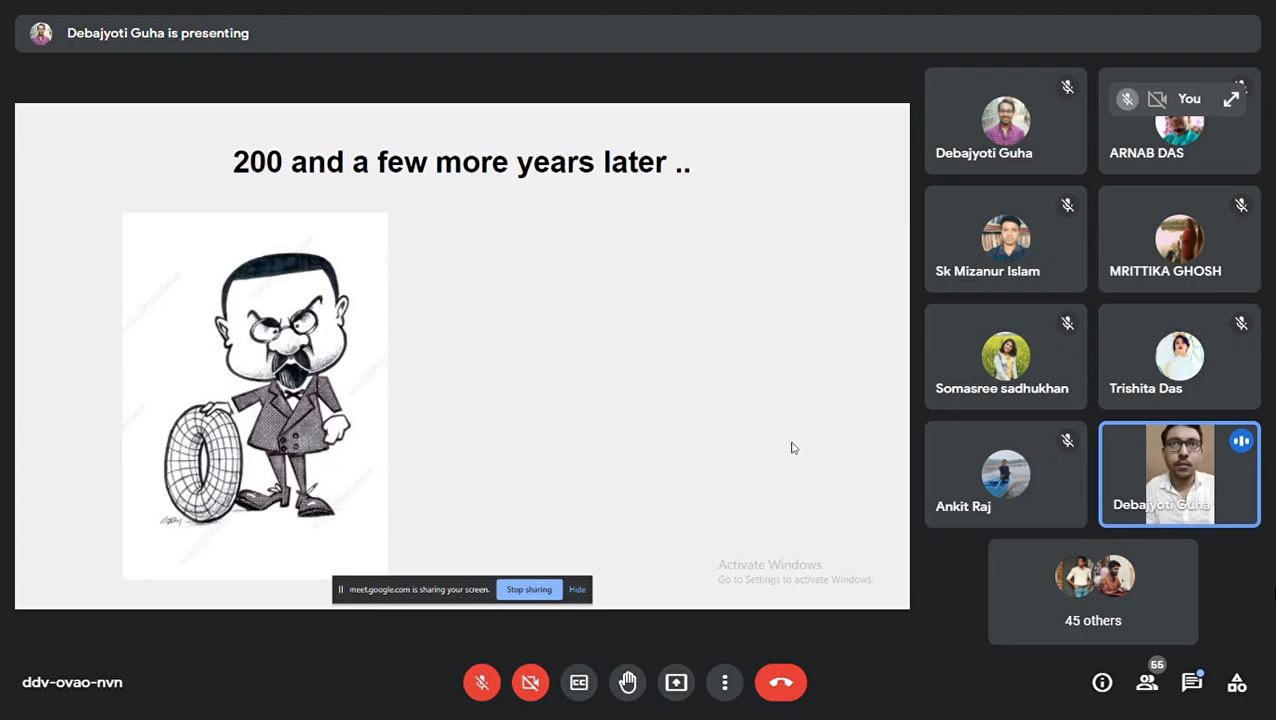 Debajyoti Guha is presenting
200 and a few more years later ..
Activate Windows
Go to Settings to activate Windows.
meet.google.com is sharing your screen.
Stop sharing
Hide
Debajyoti Guha
You
ARNAB DAS
Sk Mizanur Islam
MRITTIKA GHOSH
Somasree sadhukhan
Trishita Das
Ankit Raj
Debajyoti Guha
45 others
ddv-ovao-nvn
CC
55